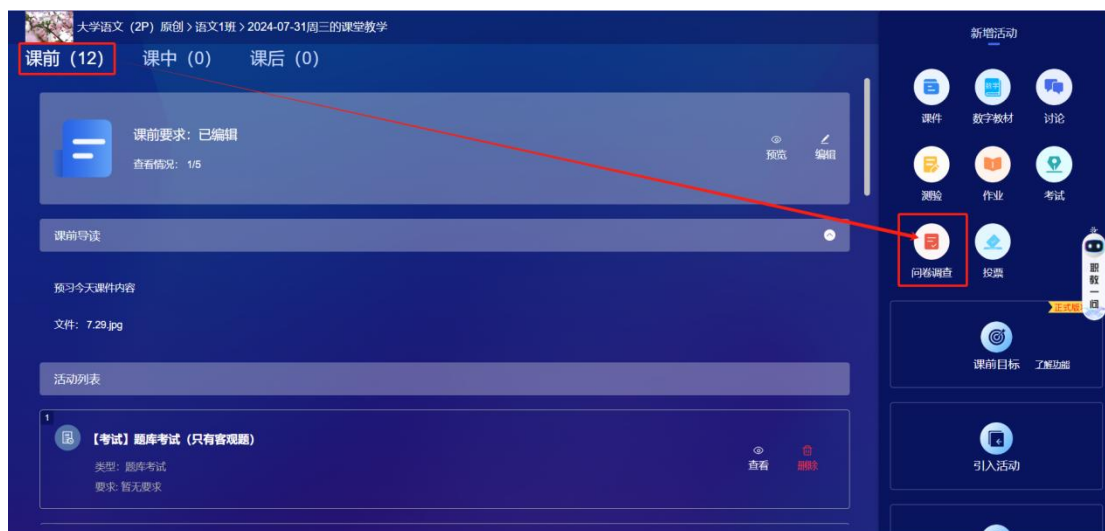 大学语文（2P）原创 > 语文1班 > 2024-07-31周三的课堂教学
课前（12） 课中（0） 课后（0）
课前要求：已编辑
查看情况：1/5
预览 编辑
课前导读
预习今天课件内容
文件：7.29.jpg
活动列表
1
【考试】题库考试（只有客观题）
类型：题库考试
要求: 暂无要求
查看 删除
新增活动
课件 数字教材 讨论
测验 作业 考试
问卷调查 投票
职教一问
正式版
课前目标 了解功能
引入活动